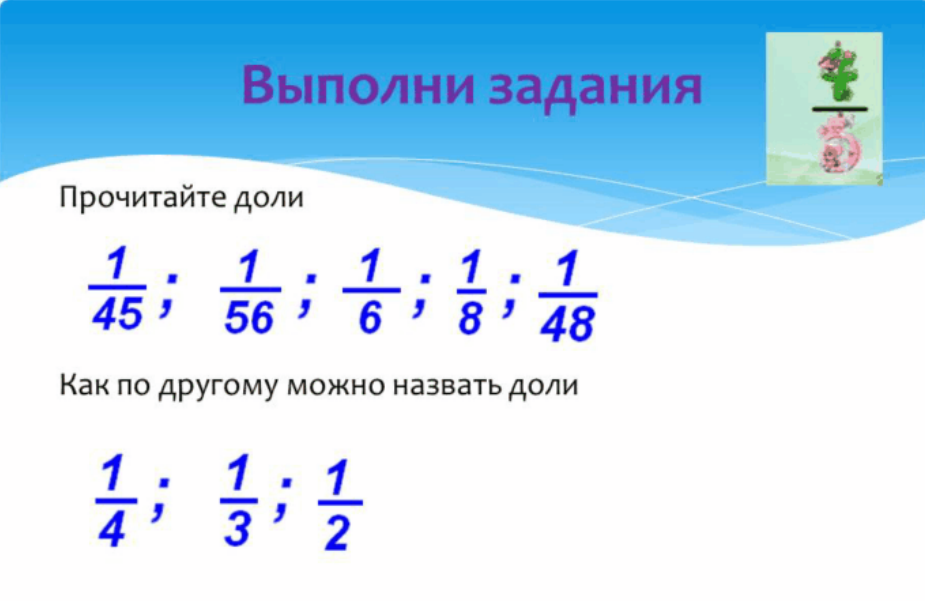 Выполни задания
Прочитайте доли
1/45 ; 1/56 ; 1/6 ; 1/8 ; 1/48
Как по другому можно назвать доли
1/4 ; 1/3 ; 1/2